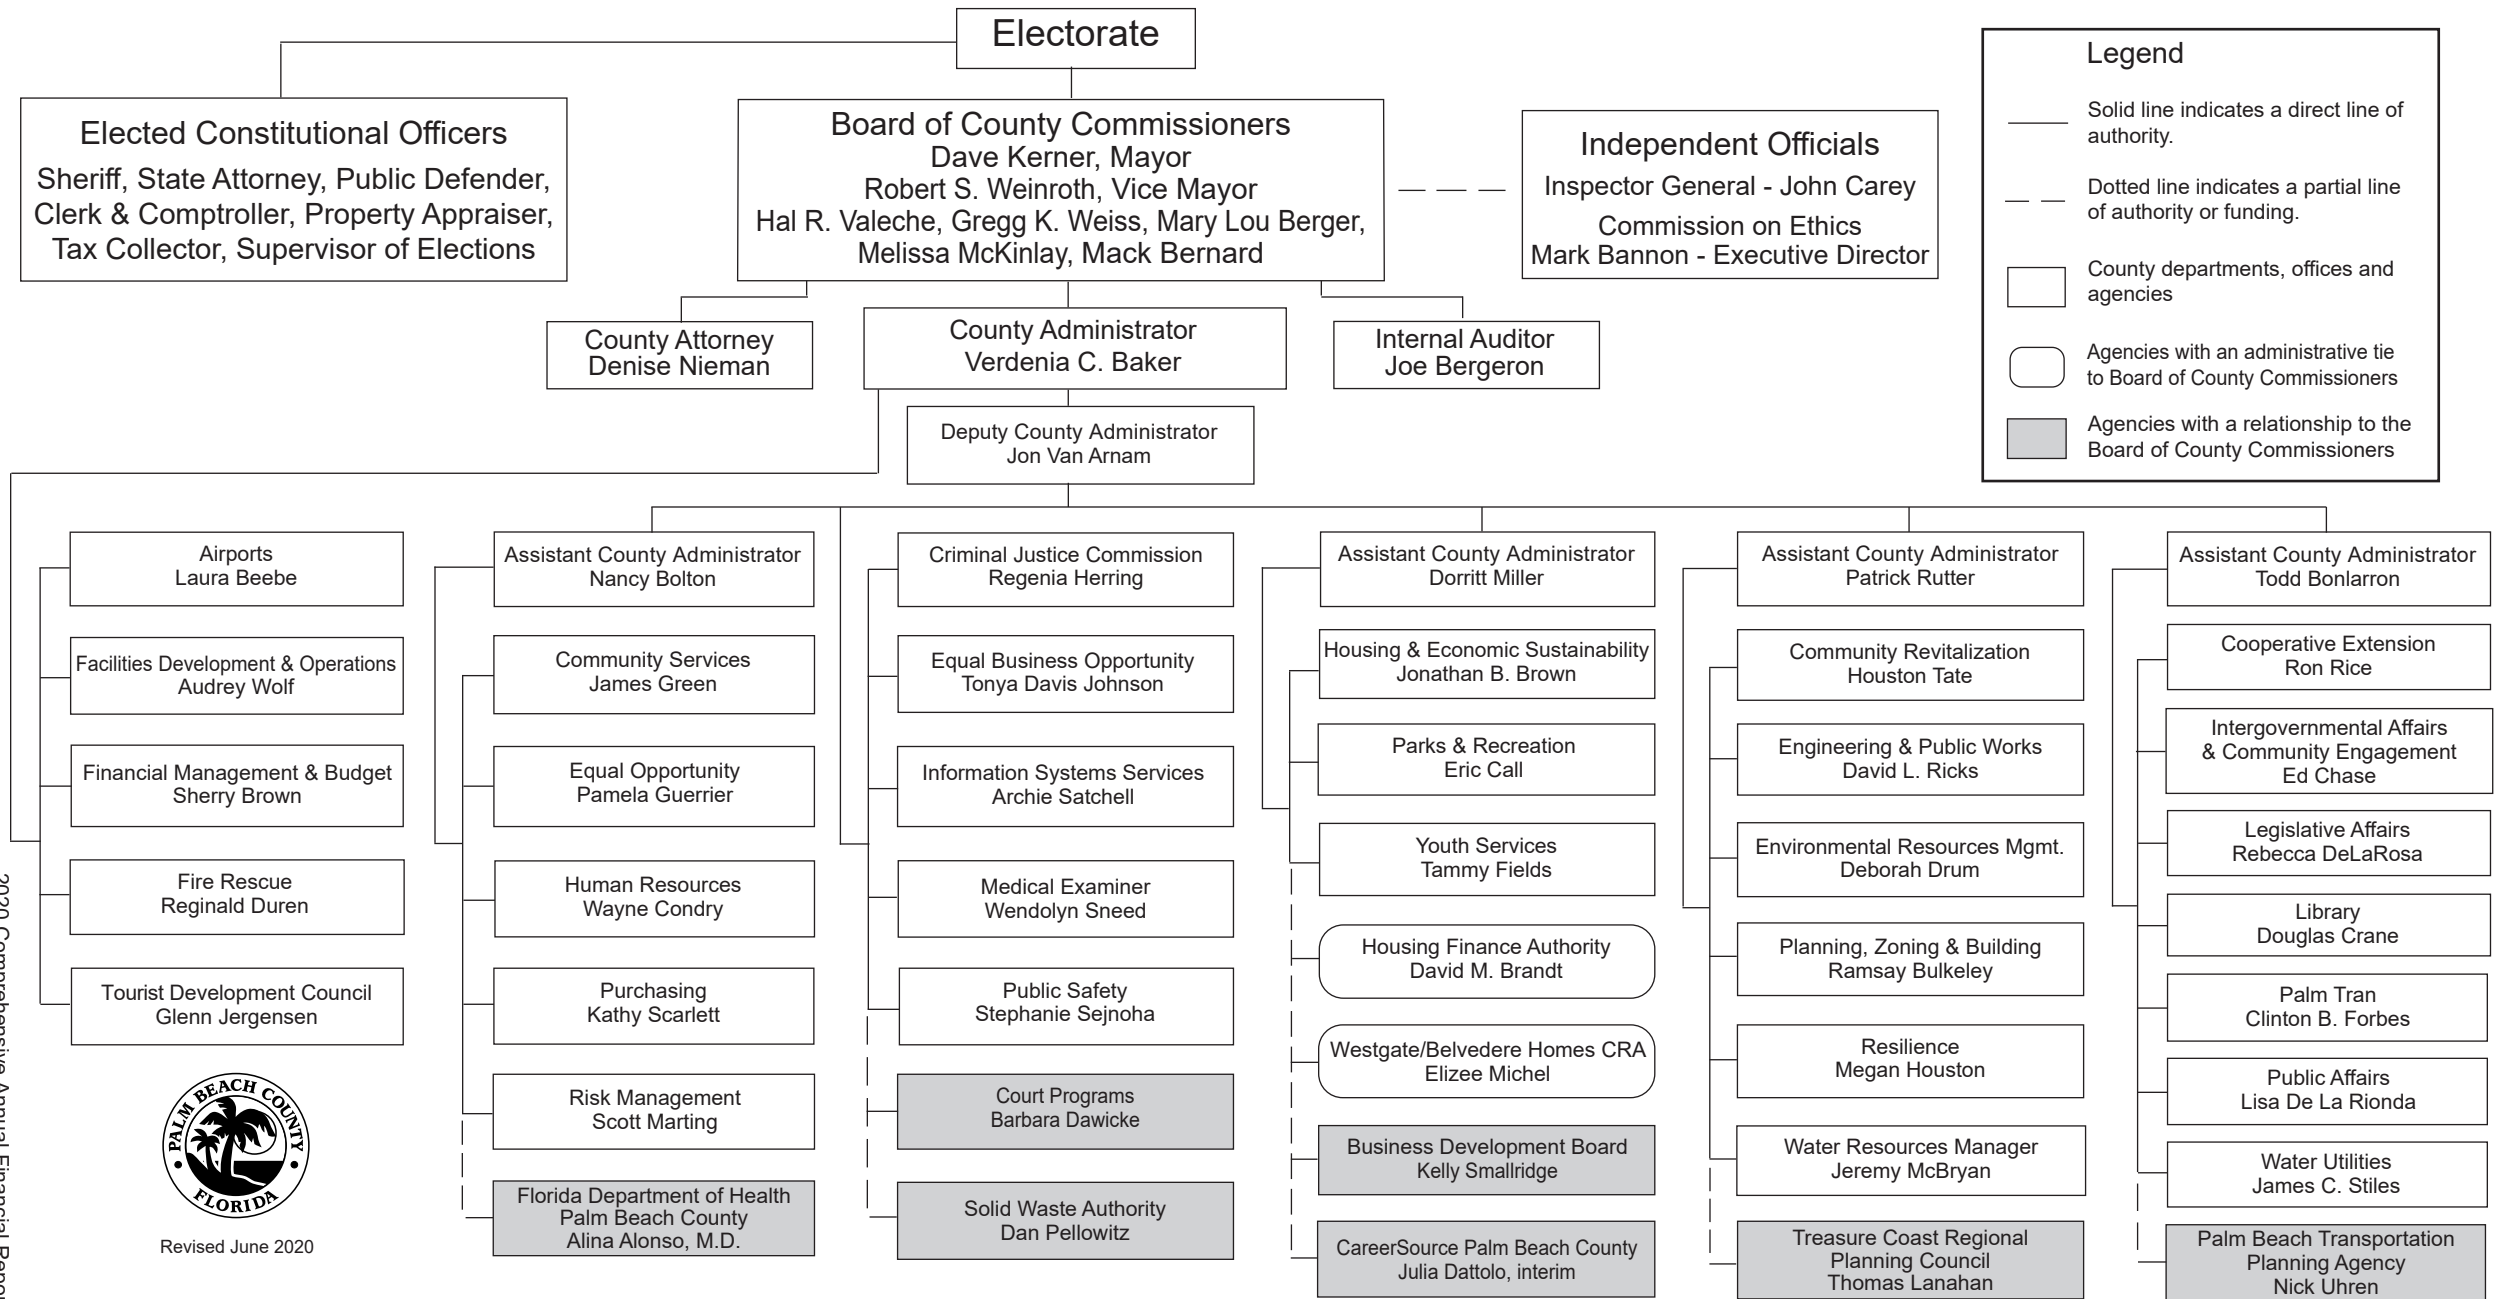 Electorate
Elected Constitutional Officers
Sheriff, State Attorney, Public Defender,
Clerk & Comptroller, Property Appraiser,
Tax Collector, Supervisor of Elections
Board of County Commissioners
Dave Kerner, Mayor
Robert S. Weinroth, Vice Mayor
Hal R. Valeche, Gregg K. Weiss, Mary Lou Berger,
Melissa McKinlay, Mack Bernard
Independent Officials
Inspector General - John Carey
Commission on Ethics
Mark Bannon - Executive Director
Legend
Solid line indicates a direct line of
authority.
Dotted line indicates a partial line
of authority or funding.
County departments, offices and
agencies
Agencies with an administrative tie
to Board of County Commissioners
Agencies with a relationship to the
Board of County Commissioners
County Attorney
Denise Nieman
County Administrator
Verdenia C. Baker
Internal Auditor
Joe Bergeron
Deputy County Administrator
Jon Van Arnam
Airports
Laura Beebe
Facilities Development & Operations
Audrey Wolf
Financial Management & Budget
Sherry Brown
Fire Rescue
Reginald Duren
Tourist Development Council
Glenn Jergensen
PALM BEACH COUNTY
FLORIDA
Revised June 2020
Assistant County Administrator
Nancy Bolton
Community Services
James Green
Equal Opportunity
Pamela Guerrier
Human Resources
Wayne Condry
Purchasing
Kathy Scarlett
Risk Management
Scott Marting
Florida Department of Health
Palm Beach County
Alina Alonso, M.D.
Criminal Justice Commission
Regenia Herring
Equal Business Opportunity
Tonya Davis Johnson
Information Systems Services
Archie Satchell
Medical Examiner
Wendolyn Sneed
Public Safety
Stephanie Sejnoha
Court Programs
Barbara Dawicke
Solid Waste Authority
Dan Pellowitz
Assistant County Administrator
Dorritt Miller
Housing & Economic Sustainability
Jonathan B. Brown
Parks & Recreation
Eric Call
Youth Services
Tammy Fields
Housing Finance Authority
David M. Brandt
Westgate/Belvedere Homes CRA
Elizee Michel
Business Development Board
Kelly Smallridge
CareerSource Palm Beach County
Julia Dattolo, interim
Assistant County Administrator
Patrick Rutter
Community Revitalization
Houston Tate
Engineering & Public Works
David L. Ricks
Environmental Resources Mgmt.
Deborah Drum
Planning, Zoning & Building
Ramsay Bulkeley
Resilience
Megan Houston
Water Resources Manager
Jeremy McBryan
Treasure Coast Regional
Planning Council
Thomas Lanahan
Assistant County Administrator
Todd Bonlarron
Cooperative Extension
Ron Rice
Intergovernmental Affairs
& Community Engagement
Ed Chase
Legislative Affairs
Rebecca DeLaRosa
Library
Douglas Crane
Palm Tran
Clinton B. Forbes
Public Affairs
Lisa De La Rionda
Water Utilities
James C. Stiles
Palm Beach Transportation
Planning Agency
Nick Uhren